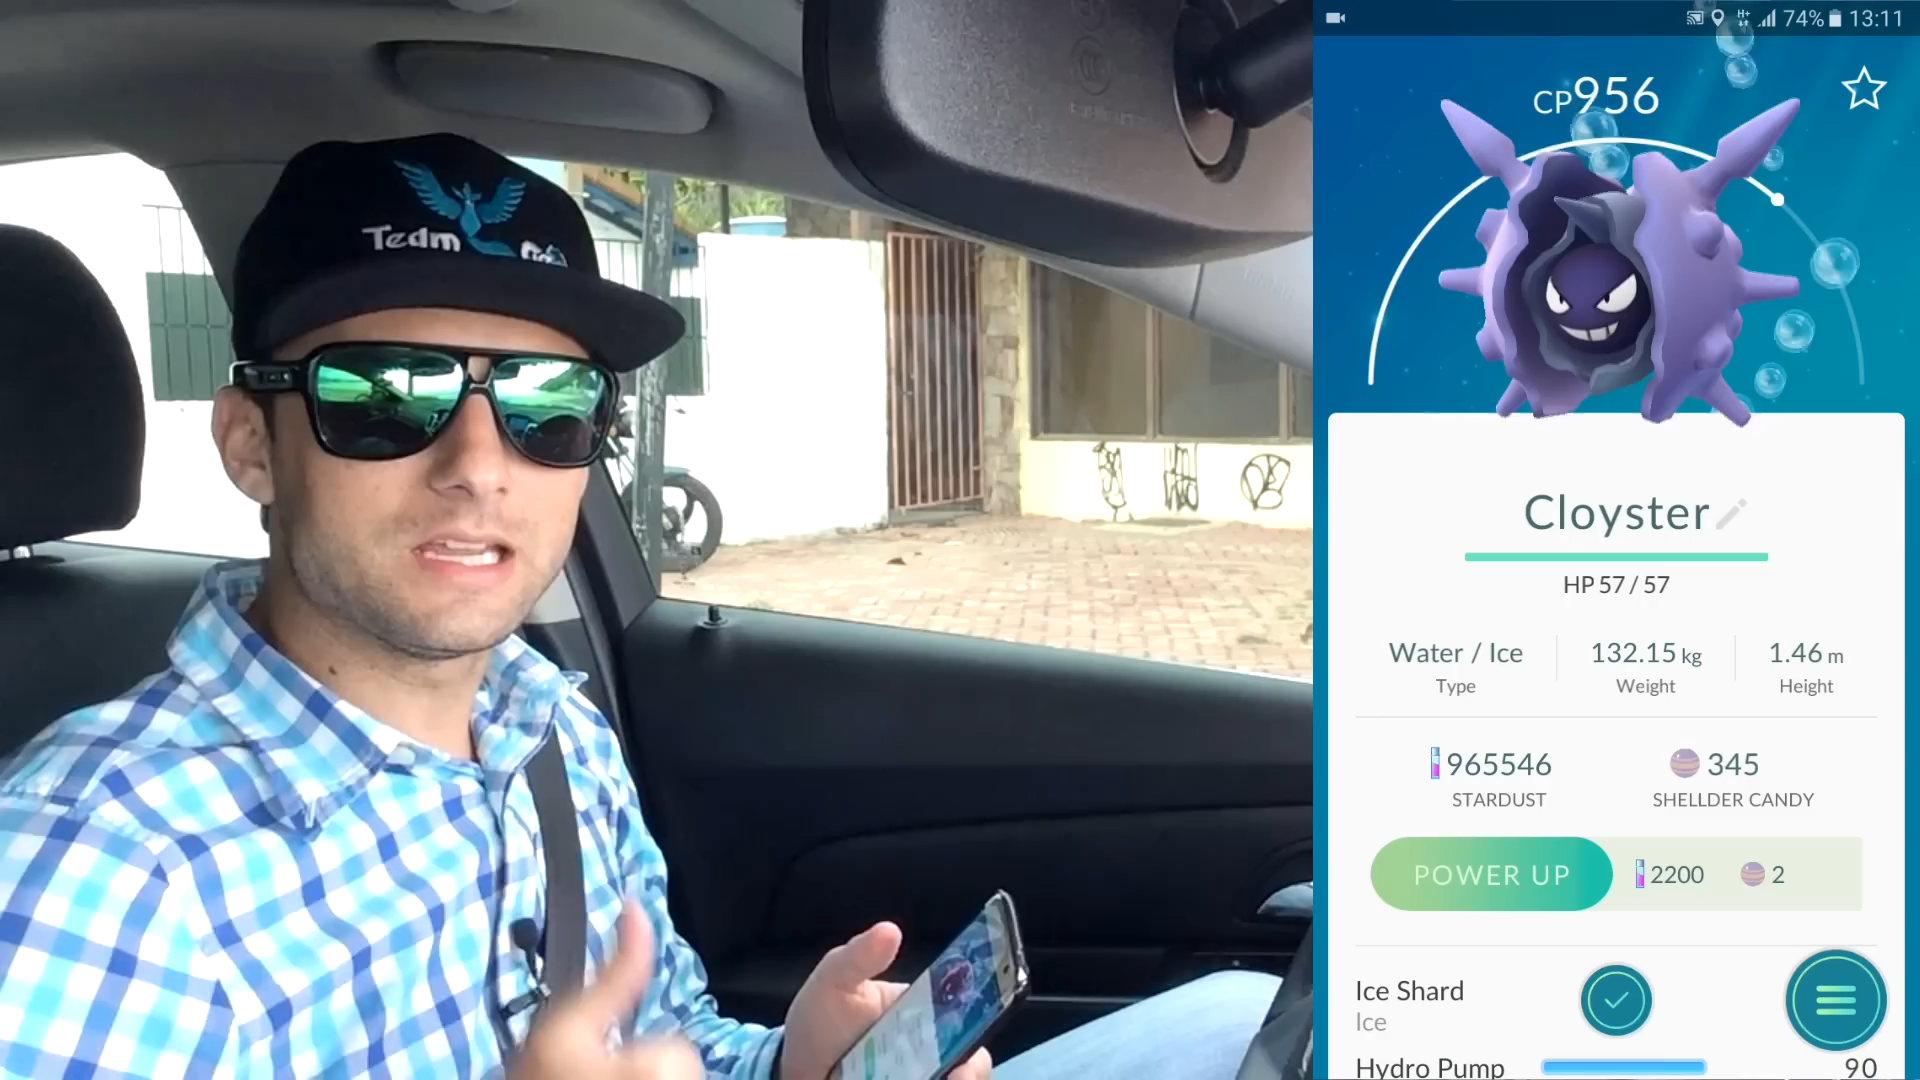 Team
74% 13:11
CP956
Cloyster
HP 57 / 57
Water / Ice
Type
132.15 kg
Weight
1.46 m
Height
965546
STARDUST
345
SHELLDER CANDY
POWER UP
2200
2
Ice Shard
Ice
Hydro Pump
90